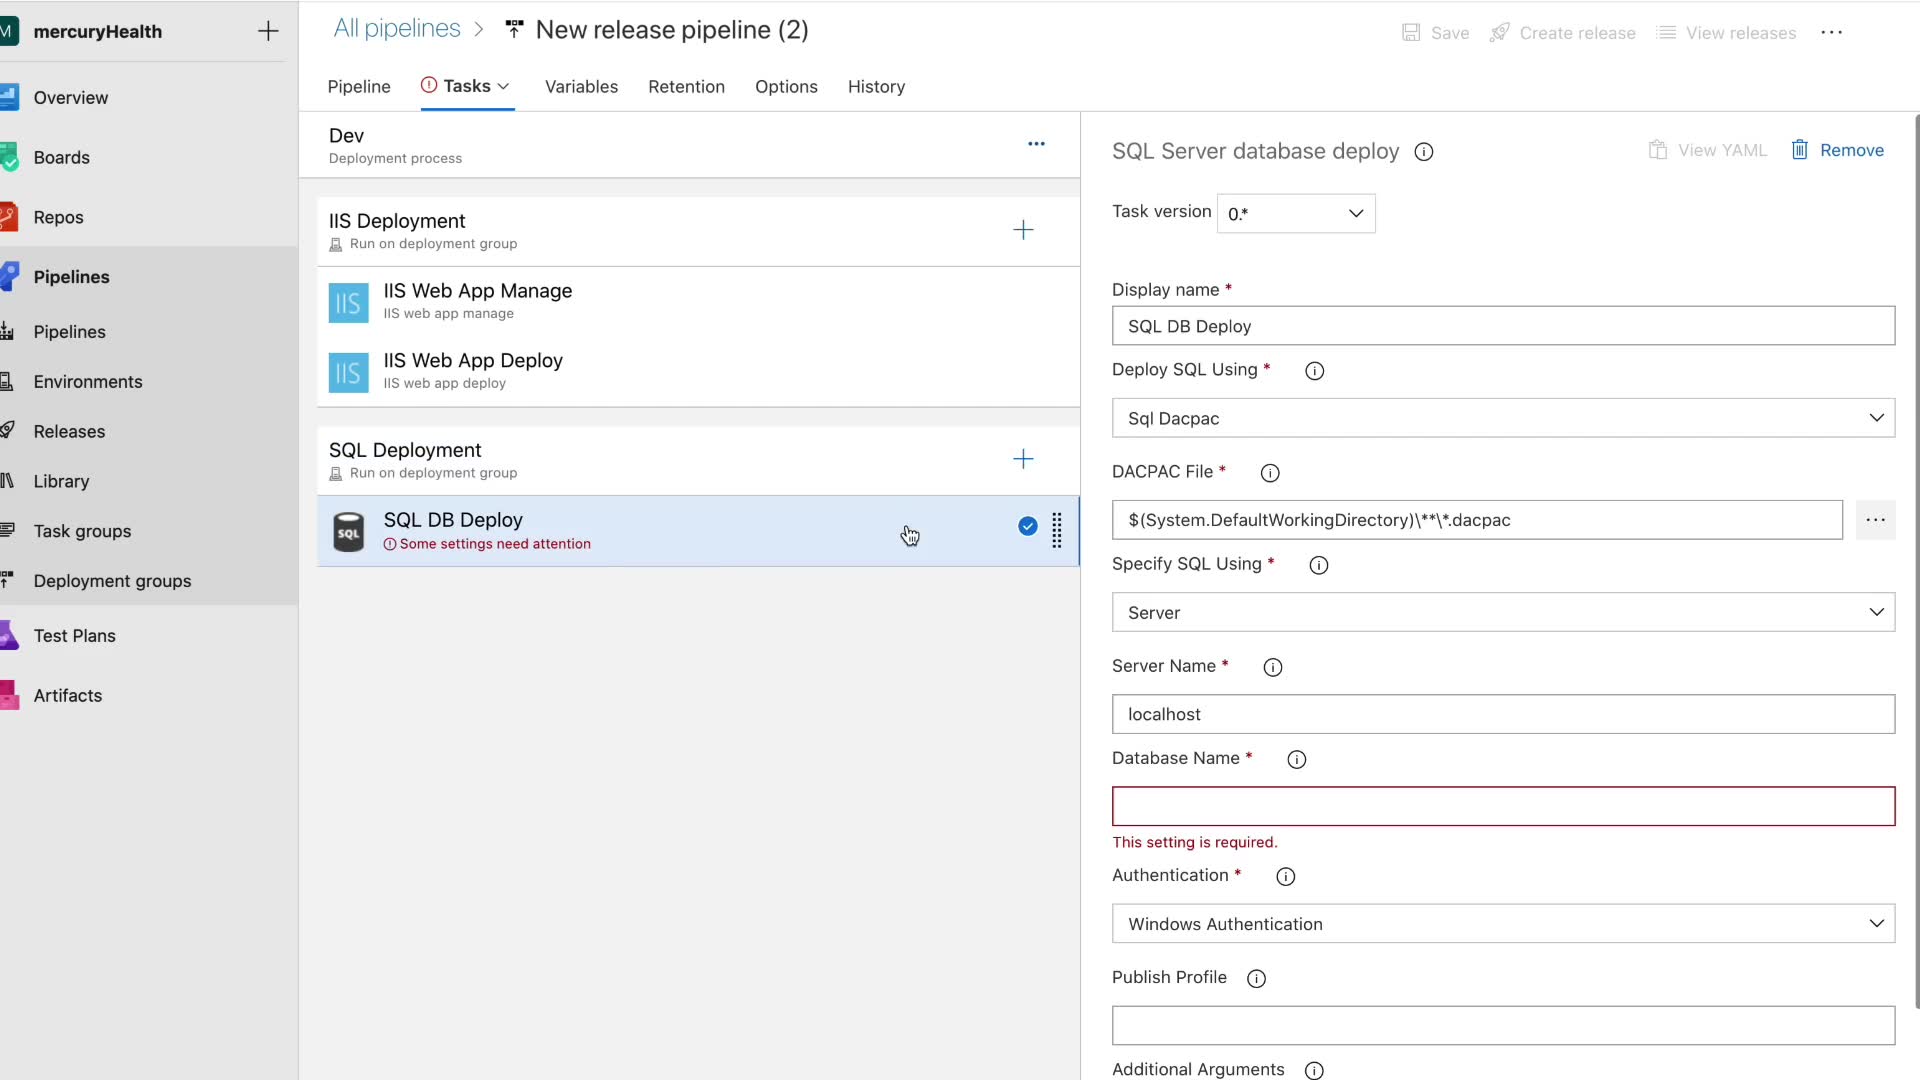 M
mercuryHealth
Overview
Boards
Repos
Pipelines
Pipelines
Environments
Releases
Library
Task groups
Deployment groups
Test Plans
Artifacts
All pipelines > New release pipeline (2)
Save
Create release
View releases
Pipeline
Tasks
Variables
Retention
Options
History
Dev
Deployment process
IIS Deployment
Run on deployment group
IIS
IIS Web App Manage
IIS web app manage
IIS
IIS Web App Deploy
IIS web app deploy
SQL Deployment
Run on deployment group
SQL
SQL DB Deploy
Some settings need attention
SQL Server database deploy
View YAML
Remove
Task version
0.*
Display name *
SQL DB Deploy
Deploy SQL Using *
Sql Dacpac
DACPAC File *
$(System.DefaultWorkingDirectory)\**\*.dacpac
Specify SQL Using *
Server
Server Name *
localhost
Database Name *
This setting is required.
Authentication *
Windows Authentication
Publish Profile
Additional Arguments